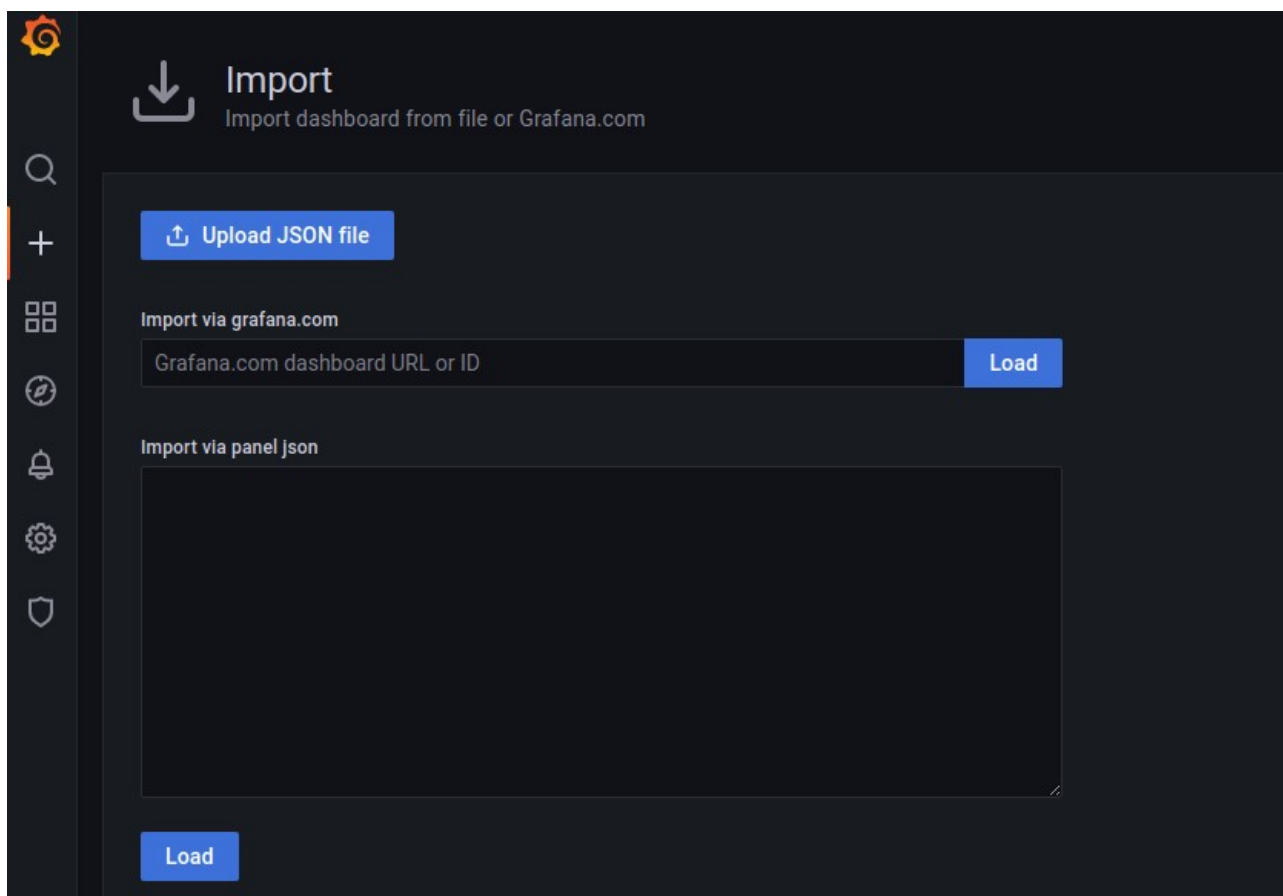 Import
Import dashboard from file or Grafana.com
Upload JSON file
Import via grafana.com
Grafana.com dashboard URL or ID
Load
Import via panel json
Load